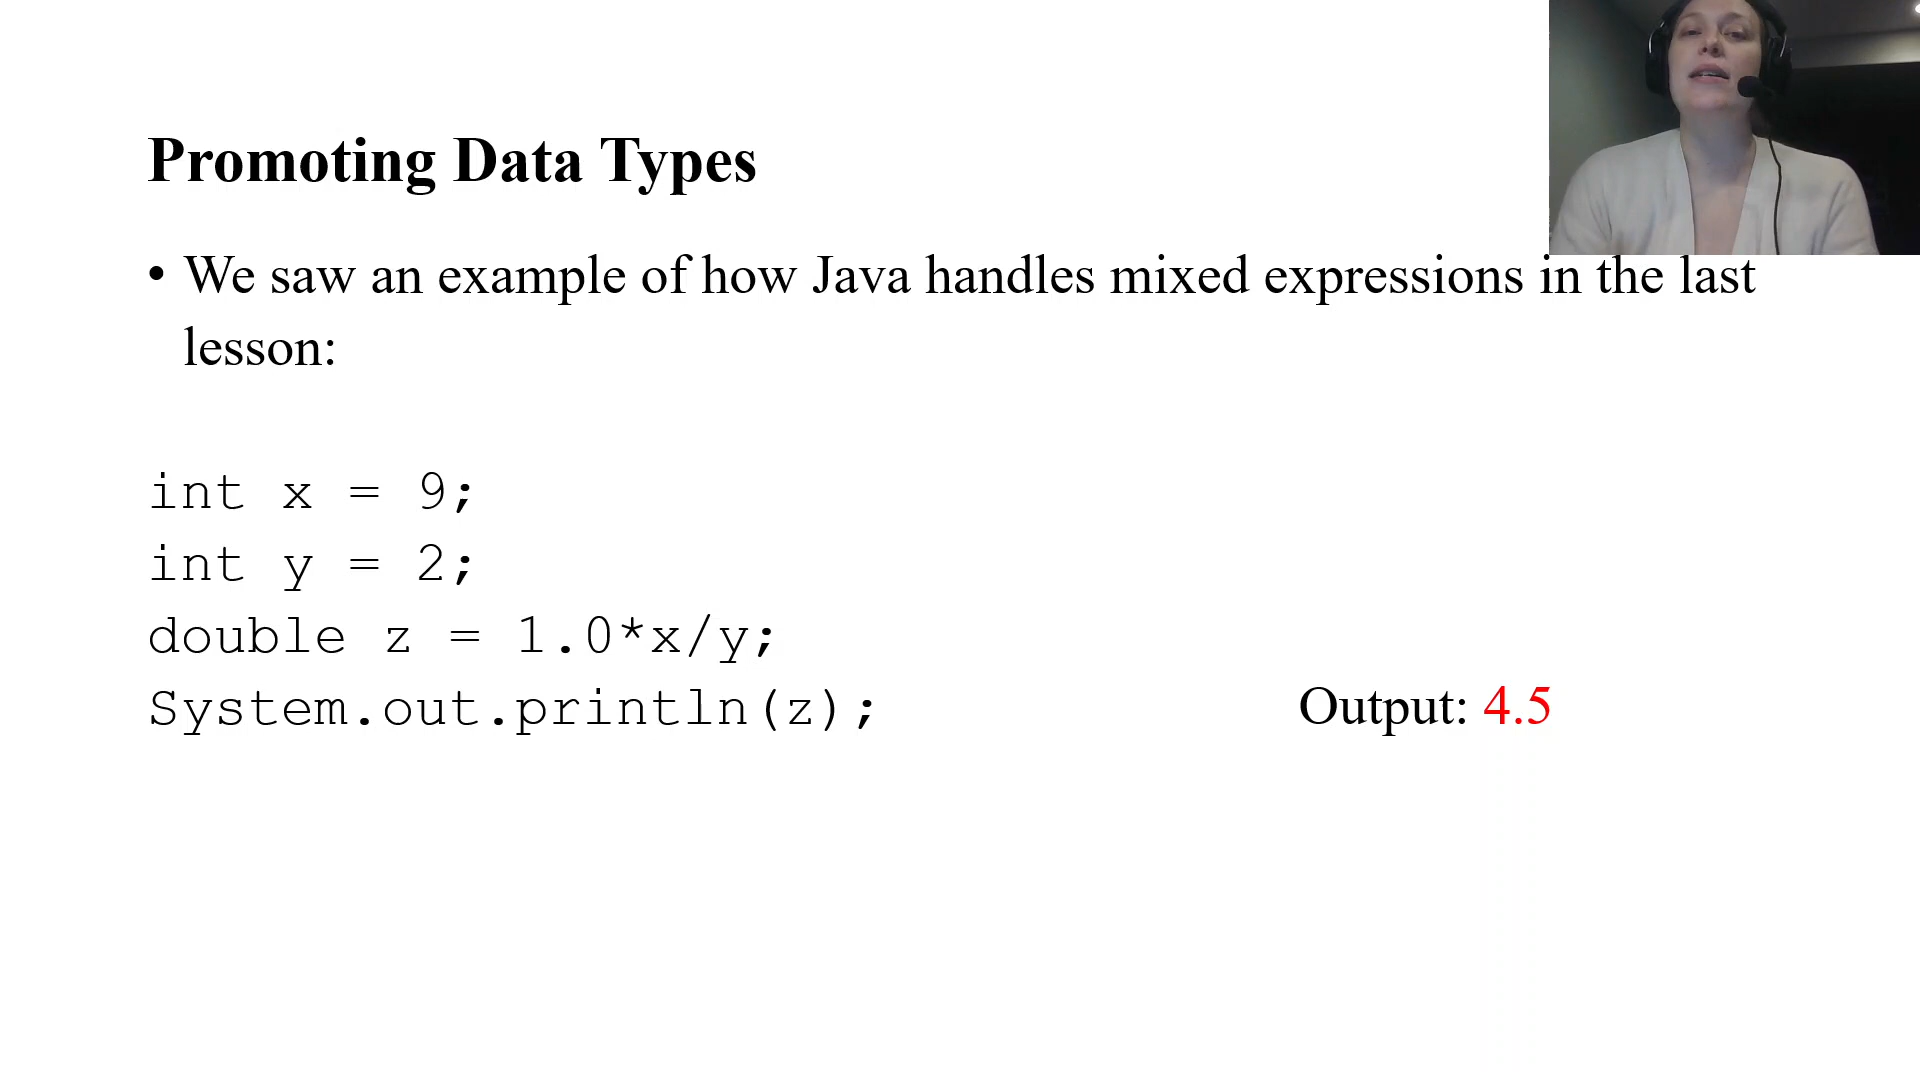 Promoting Data Types
• We saw an example of how Java handles mixed expressions in the last
lesson:
int x = 9;
int y = 2;
double z = 1.0*x/y;
System.out.println(z);
Output: 4.5